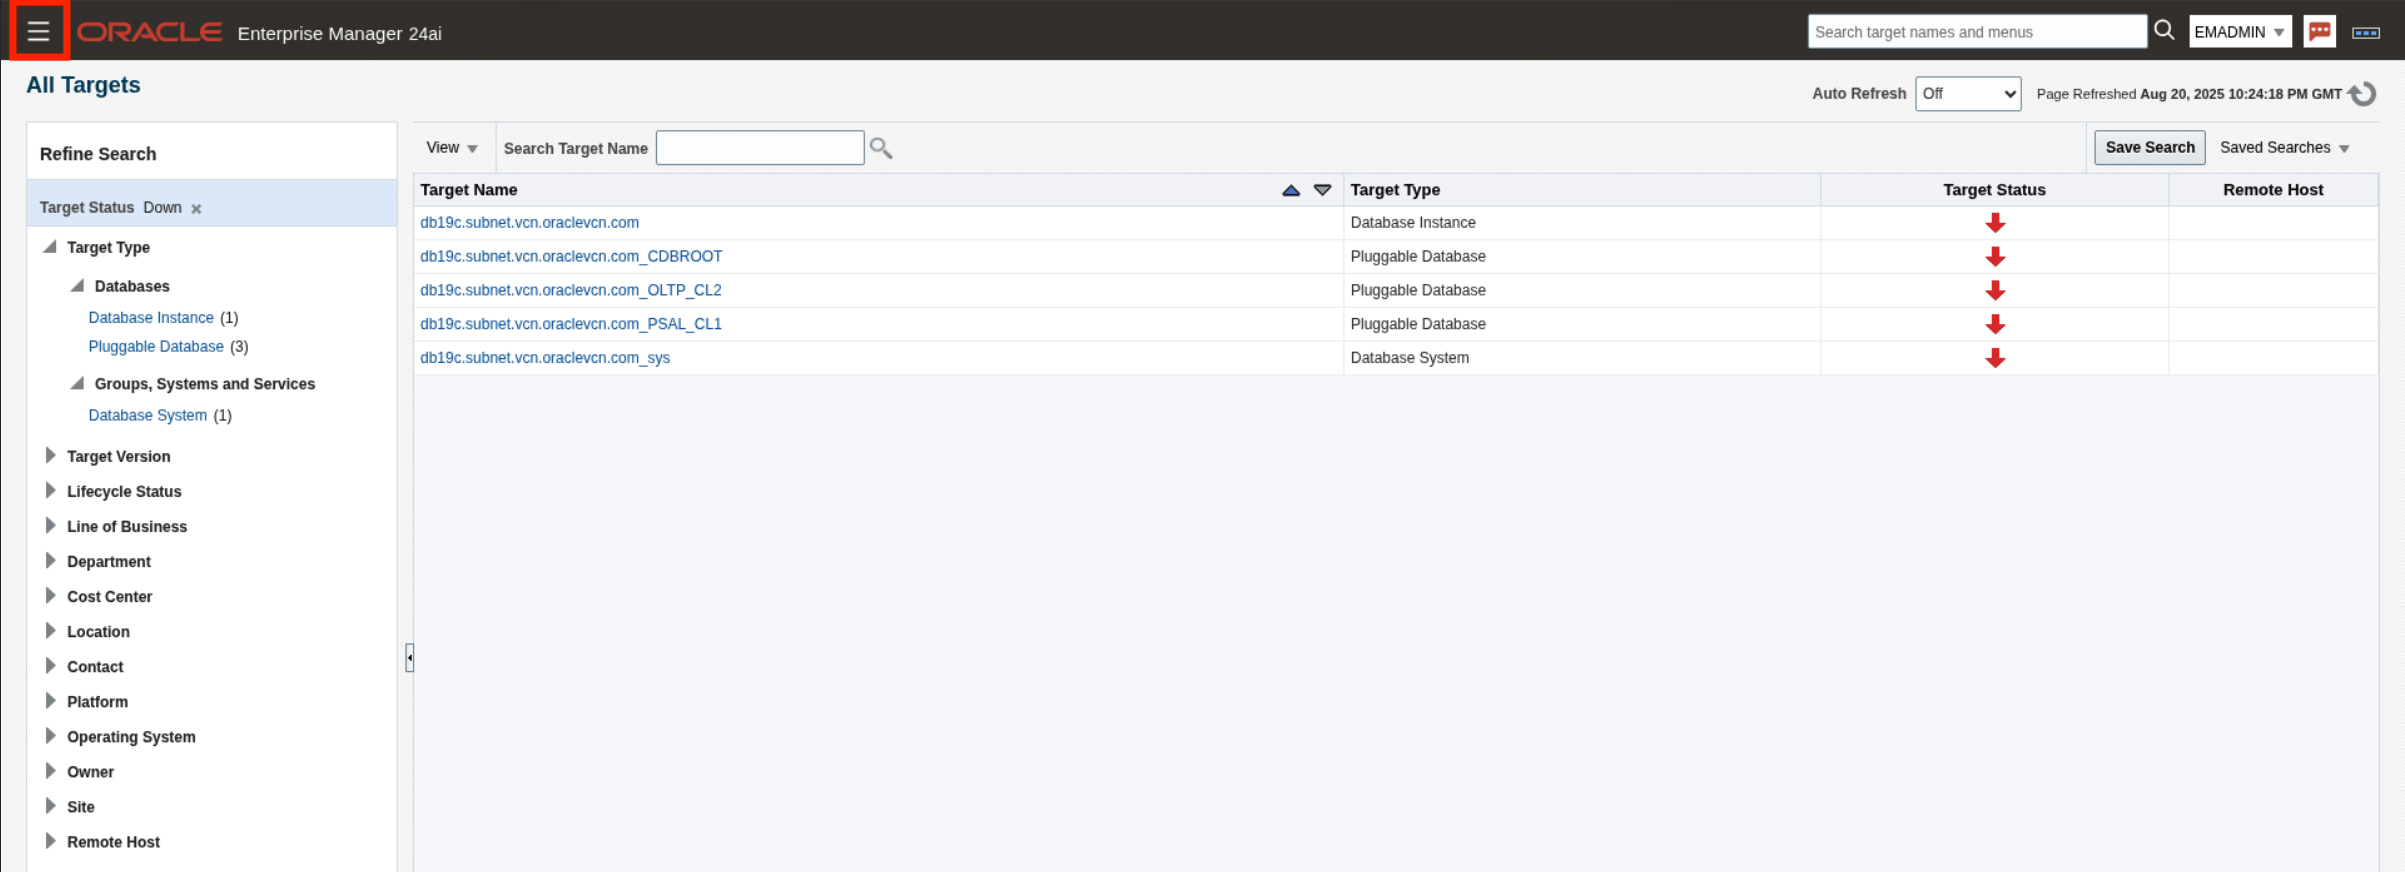 ORACLE Enterprise Manager 24ai
Search target names and menus
EMADMIN
All Targets
Auto Refresh Off Page Refreshed Aug 20, 2025 10:24:18 PM GMT
Refine Search
Target Status Down
Target Type
Databases
Database Instance (1)
Pluggable Database (3)
Groups, Systems and Services
Database System (1)
Target Version
Lifecycle Status
Line of Business
Department
Cost Center
Location
Contact
Platform
Operating System
Owner
Site
Remote Host
View Search Target Name Save Search Saved Searches
Target Name Target Type Target Status Remote Host
db19c.subnet.vcn.oraclevcn.com Database Instance
db19c.subnet.vcn.oraclevcn.com_CDBROOT Pluggable Database
db19c.subnet.vcn.oraclevcn.com_OLTP_CL2 Pluggable Database
db19c.subnet.vcn.oraclevcn.com_PSAL_CL1 Pluggable Database
db19c.subnet.vcn.oraclevcn.com_sys Database System